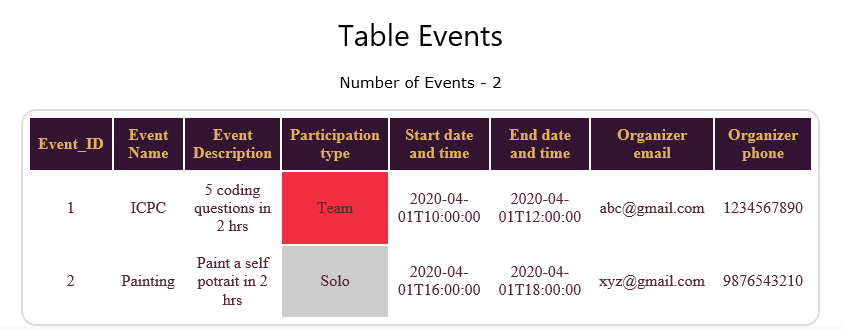 Table Events
Number of Events - 2
Event_ID Event Name Event Description Participation type Start date and time End date and time Organizer email Organizer phone
1 ICPC 5 coding questions in 2 hrs Team 2020-04-01T10:00:00 2020-04-01T12:00:00 abc@gmail.com 1234567890
2 Painting Paint a self potrait in 2 hrs Solo 2020-04-01T16:00:00 2020-04-01T18:00:00 xyz@gmail.com 9876543210